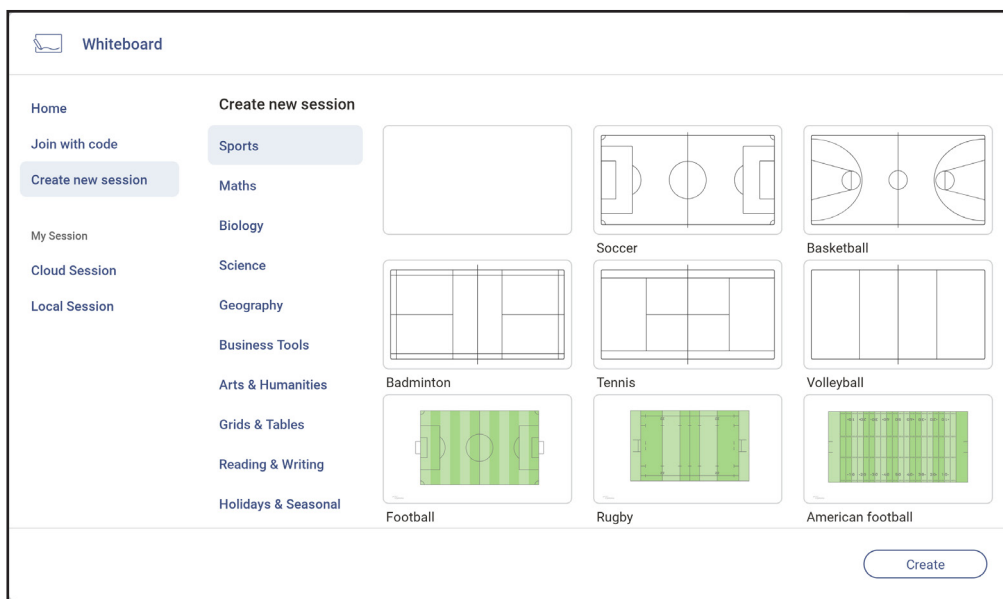 Whiteboard
Home
Join with code
Create new session
My Session
Cloud Session
Local Session
Create new session
Sports
Maths
Biology
Science
Geography
Business Tools
Arts & Humanities
Grids & Tables
Reading & Writing
Holidays & Seasonal
Soccer
Basketball
Badminton
Tennis
Volleyball
Football
Rugby
American football
Create